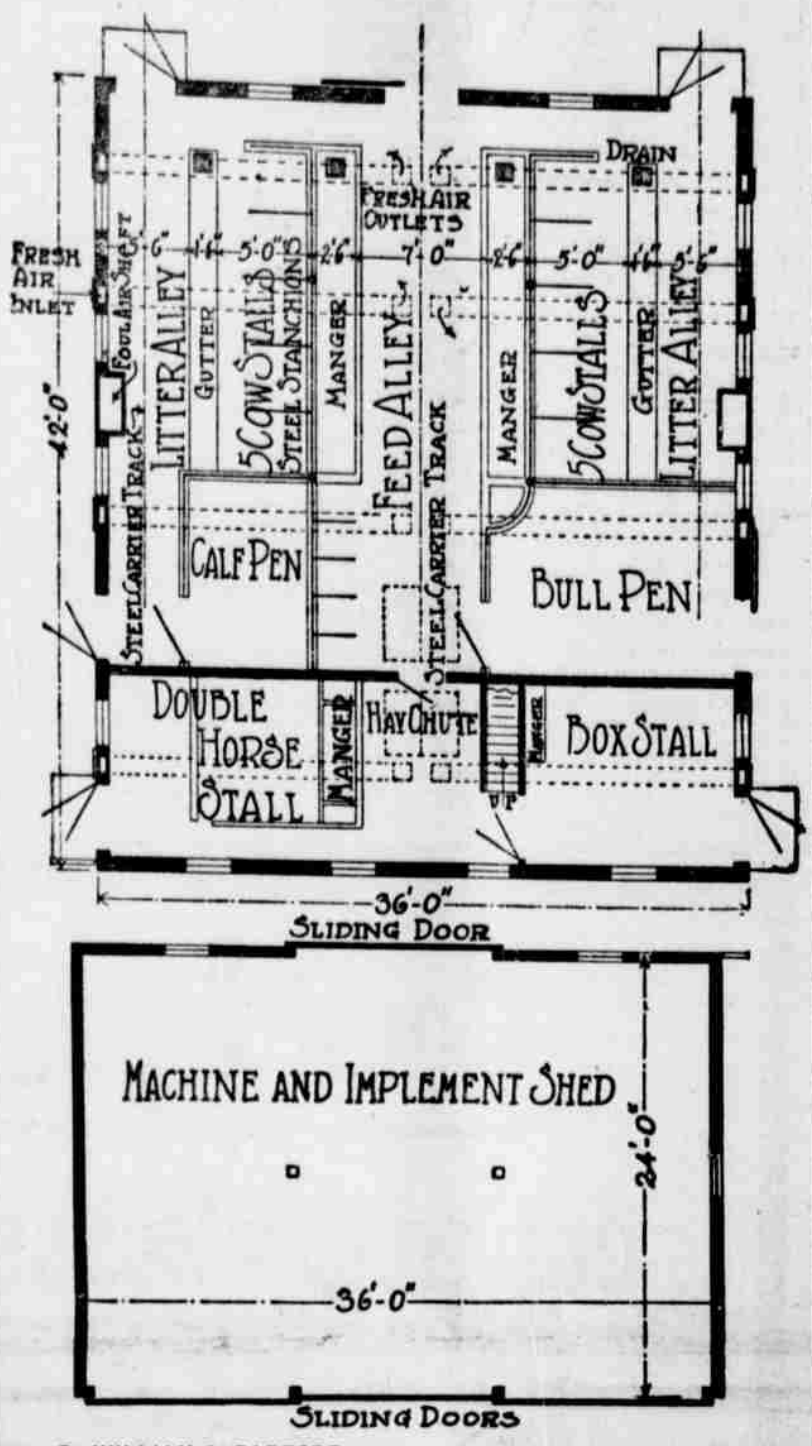 DRAIN
FRESH AIR
OUTLETS
FRESH
AIR
INLET
6"
1'-6"
5'-0"
2'-6"
7'-0"
2'-6"
5'-0"
1'-6"
5'-6"
FOUL AIR SHAFT
LITTER ALLEY
GUTTER
5 COW STALLS
STEEL STANCHIONS
MANGER
FEED ALLEY
STEEL CARRIER TRACK
MANGER
5 COW STALLS
GUTTER
LITTER ALLEY
42'-0"
STEEL CARRIER TRACK
CALF PEN
BULL PEN
DOUBLE
HORSE
STALL
MANGER
HAY CHUTE
UP
MANGER
BOX STALL
36'-0"
SLIDING DOOR
MACHINE AND IMPLEMENT SHED
24'-0"
36'-0"
SLIDING DOORS